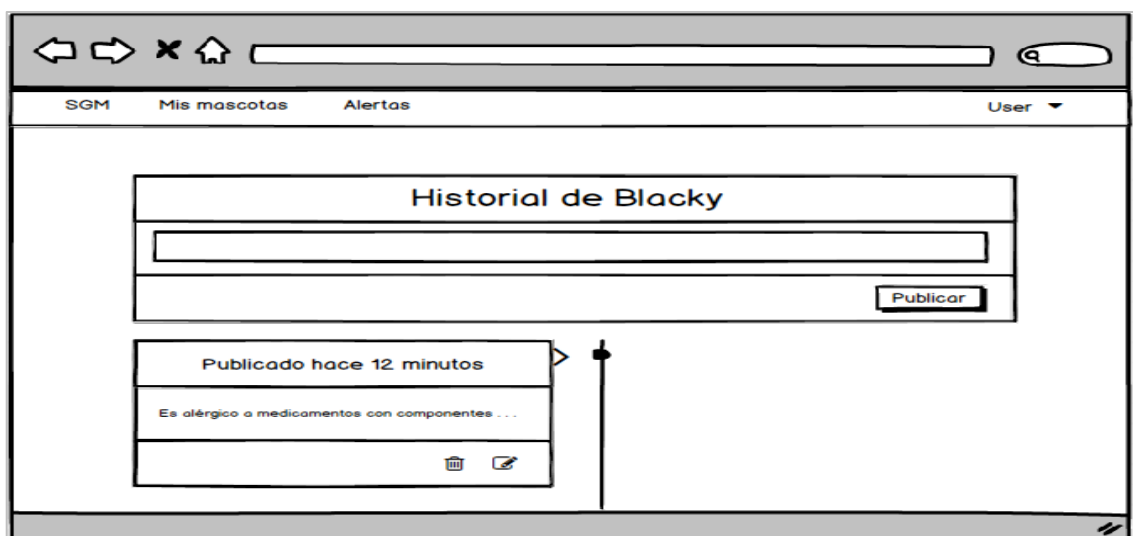 SGM Mis mascotas Alertas User
Historial de Blacky
Publicar
Publicado hace 12 minutos
Es alérgico a medicamentos con componentes . . .